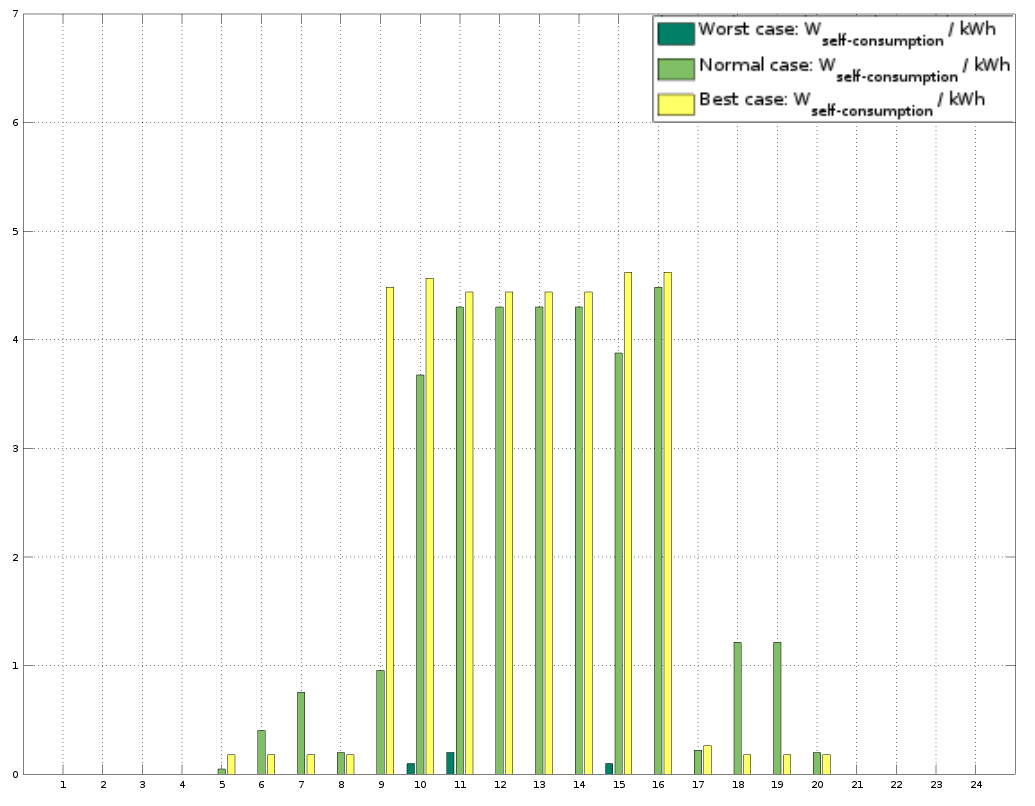 7
6
5
4
3
2
1
0
1 2 3 4 5 6 7 8 9 10 11 12 13 14 15 16 17 18 19 20 21 22 23 24
Worst case: W self-consumption / kWh
Normal case: W self-consumption / kWh
Best case: W self-consumption / kWh